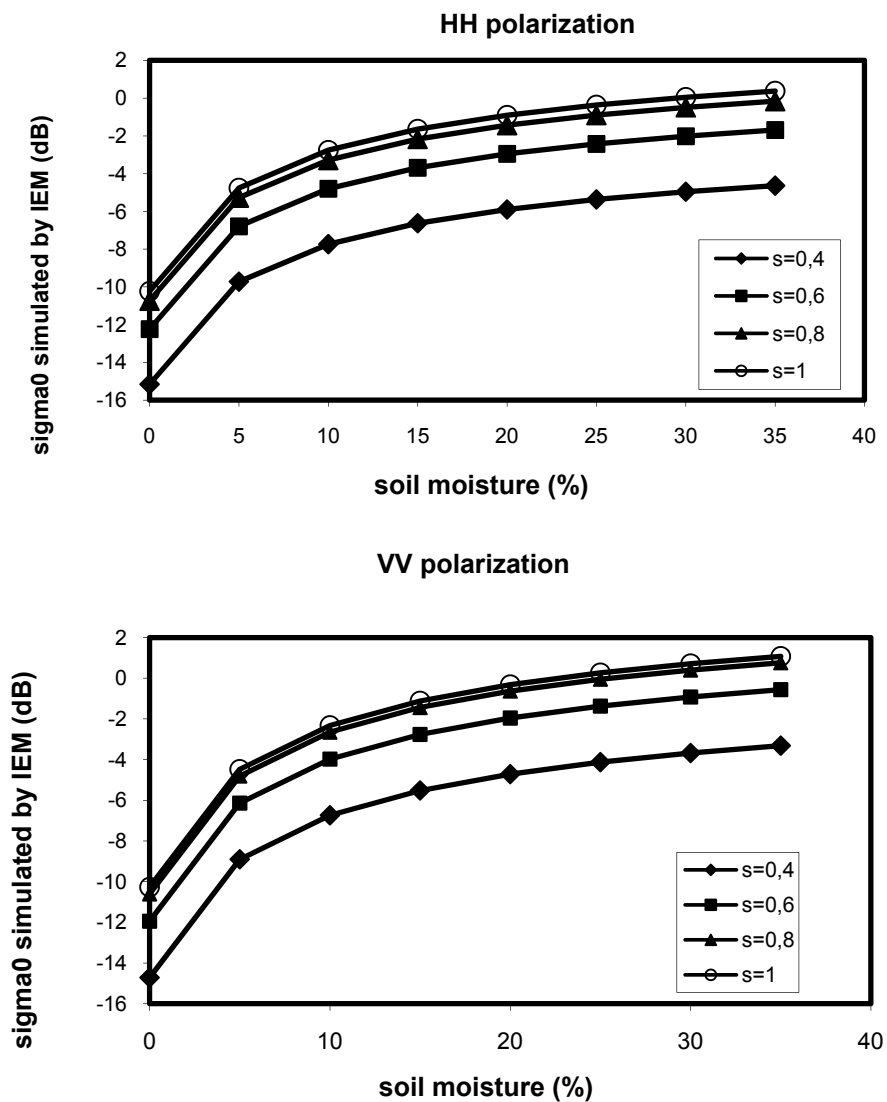 HH polarization
sigma0 simulated by IEM (dB)
2
0
-2
-4
-6
-8
-10
-12
-14
-16
s=0,4
s=0,6
s=0,8
s=1
0 5 10 15 20 25 30 35 40
soil moisture (%)
VV polarization
sigma0 simulated by IEM (dB)
2
0
-2
-4
-6
-8
-10
-12
-14
-16
s=0,4
s=0,6
s=0,8
s=1
0 10 20 30 40
soil moisture (%)